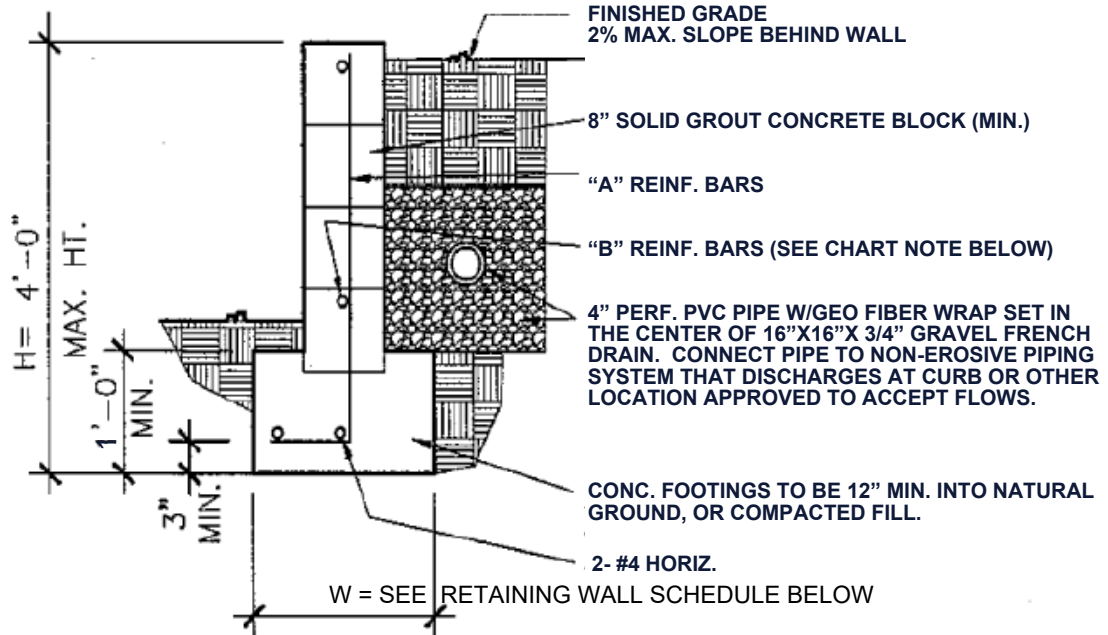 FINISHED GRADE
2% MAX. SLOPE BEHIND WALL
8” SOLID GROUT CONCRETE BLOCK (MIN.)
“A” REINF. BARS
“B” REINF. BARS (SEE CHART NOTE BELOW)
4” PERF. PVC PIPE W/GEO FIBER WRAP SET IN
THE CENTER OF 16”X16”X 3/4” GRAVEL FRENCH
DRAIN. CONNECT PIPE TO NON-EROSIVE PIPING
SYSTEM THAT DISCHARGES AT CURB OR OTHER
LOCATION APPROVED TO ACCEPT FLOWS.
H= 4'-0"
MAX. HT.
1'-0"
MIN.
3"
MIN.
CONC. FOOTINGS TO BE 12” MIN. INTO NATURAL
GROUND, OR COMPACTED FILL.
2- #4 HORIZ.
W = SEE RETAINING WALL SCHEDULE BELOW